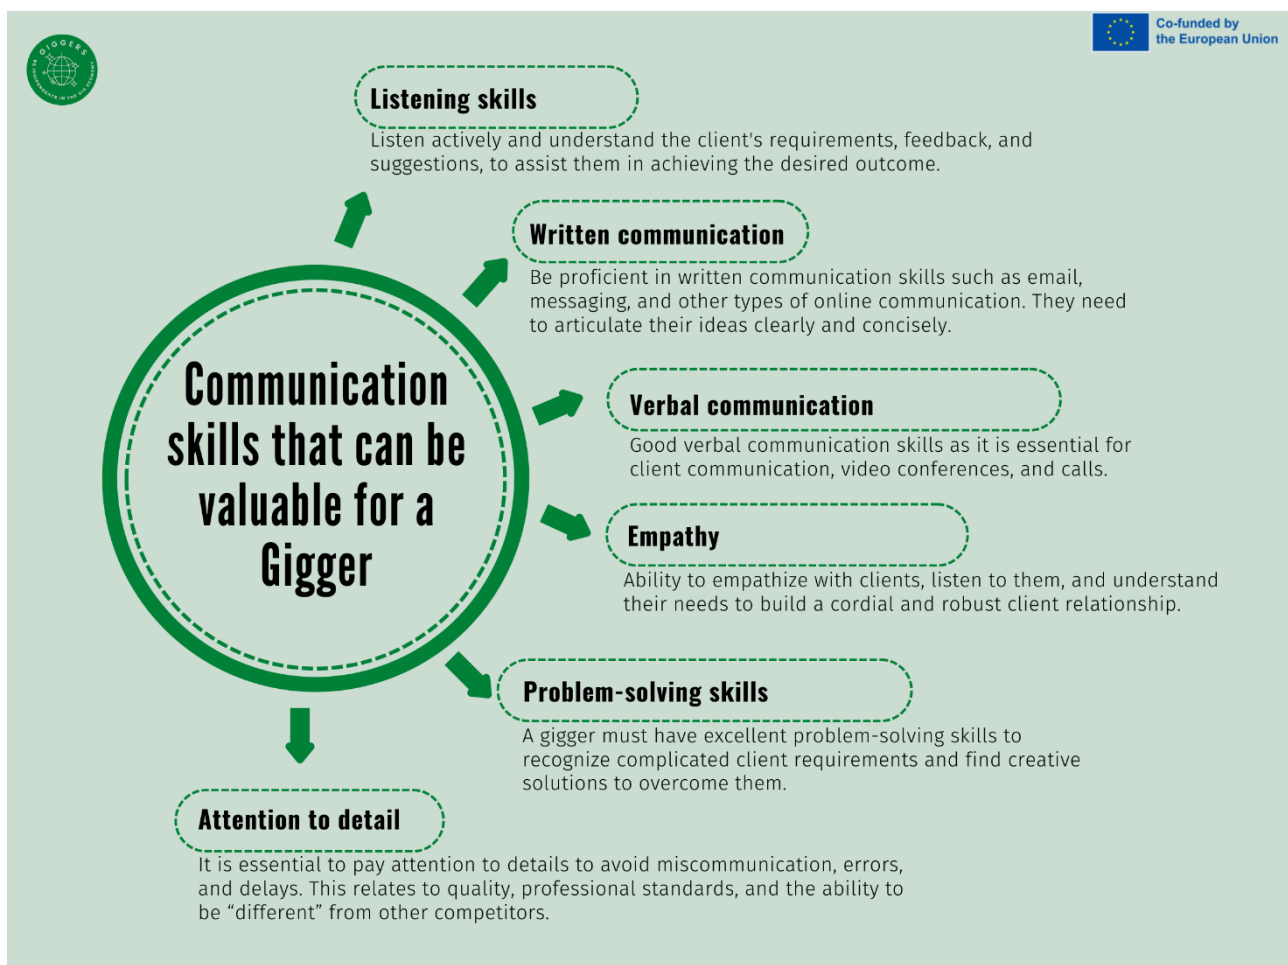 GIGGERS
BE INDEPENDENTS IN THE GIG ECONOMY
Co-funded by
the European Union
Listening skills
Listen actively and understand the client's requirements, feedback, and
suggestions, to assist them in achieving the desired outcome.
Written communication
Be proficient in written communication skills such as email,
messaging, and other types of online communication. They need
to articulate their ideas clearly and concisely.
Communication
skills that can be
valuable for a
Gigger
Verbal communication
Good verbal communication skills as it is essential for
client communication, video conferences, and calls.
Empathy
Ability to empathize with clients, listen to them, and understand
their needs to build a cordial and robust client relationship.
Problem-solving skills
A gigger must have excellent problem-solving skills to
recognize complicated client requirements and find creative
solutions to overcome them.
Attention to detail
It is essential to pay attention to details to avoid miscommunication, errors,
and delays. This relates to quality, professional standards, and the ability to
be “different” from other competitors.